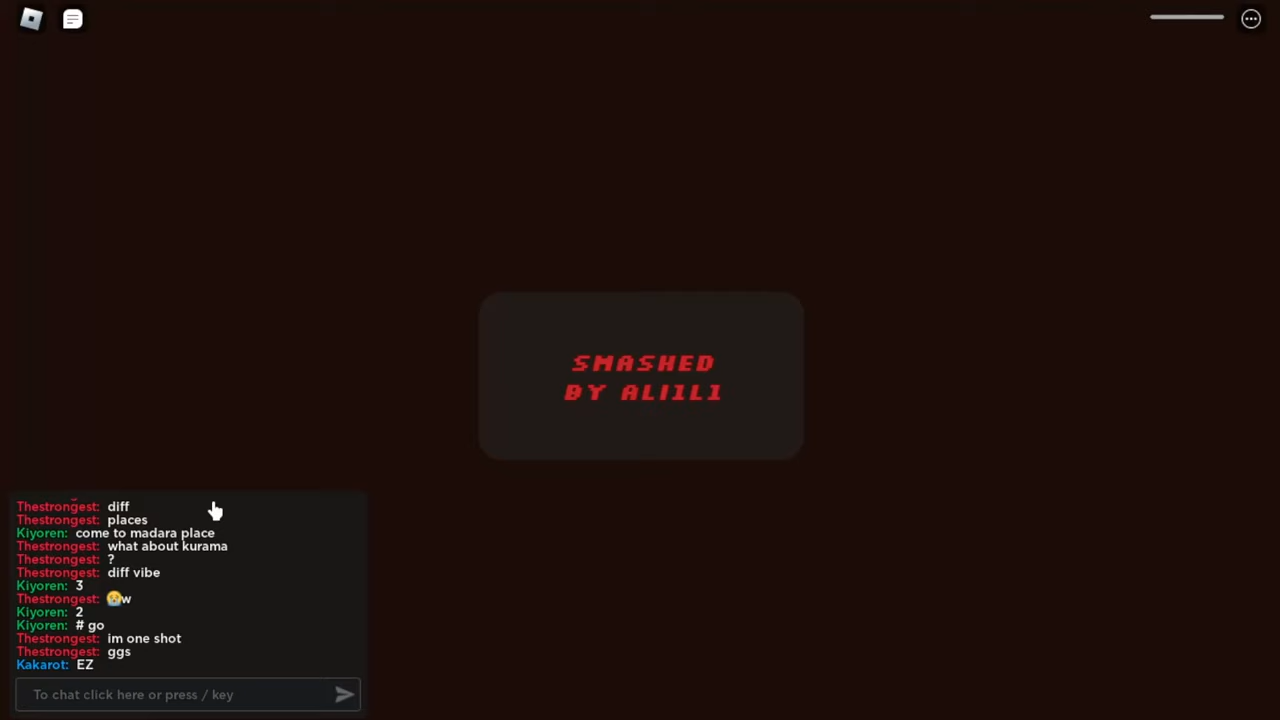 SMASHED
BY ALI1L1
Thestrongest: diff
Thestrongest: places
Kiyoren: come to madara place
Thestrongest: what about kurama
Thestrongest: ?
Thestrongest: diff vibe
Kiyoren: 3
Thestrongest: 😭w
Kiyoren: 2
Kiyoren: # go
Thestrongest: im one shot
Thestrongest: ggs
Kakarot: EZ
To chat click here or press / key